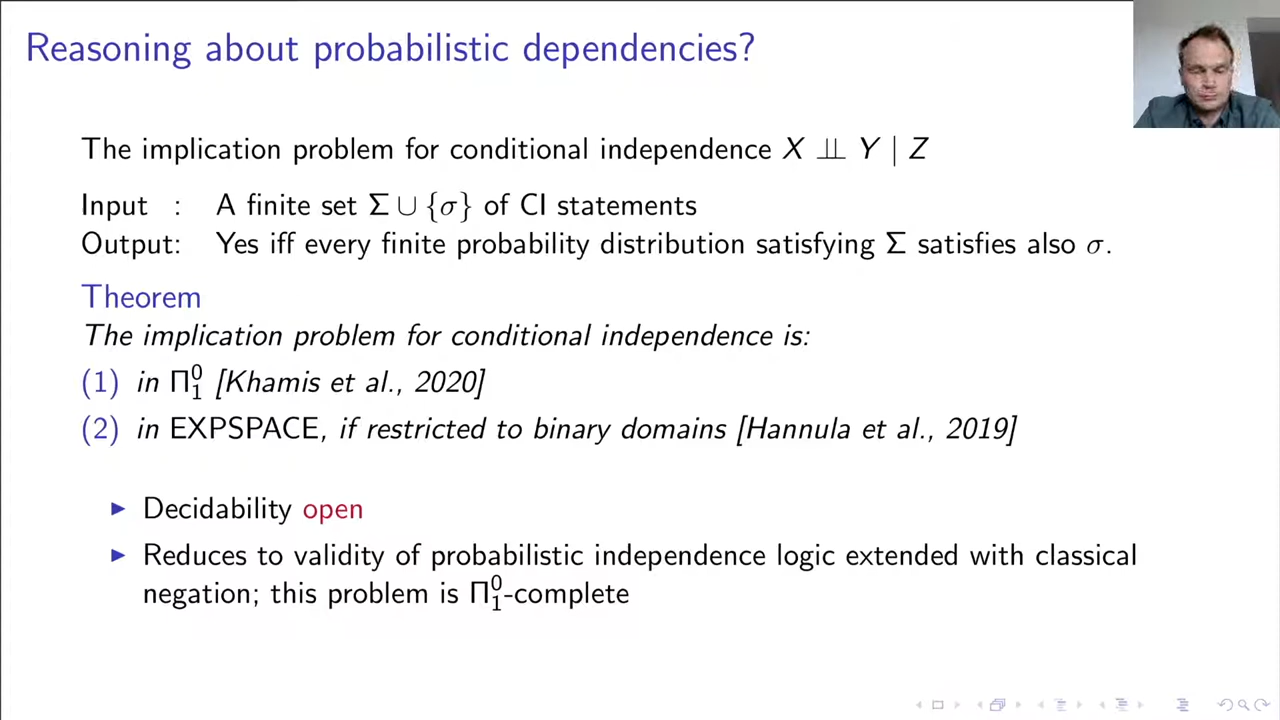 Reasoning about probabilistic dependencies?
The implication problem for conditional independence X ⫫ Y | Z
Input : A finite set Σ ∪ {σ} of CI statements
Output: Yes iff every finite probability distribution satisfying Σ satisfies also σ.
Theorem
The implication problem for conditional independence is:
(1) in Π⁰₁ [Khamis et al., 2020]
(2) in EXPSPACE, if restricted to binary domains [Hannula et al., 2019]
▶ Decidability open
▶ Reduces to validity of probabilistic independence logic extended with classical
negation; this problem is Π⁰₁-complete